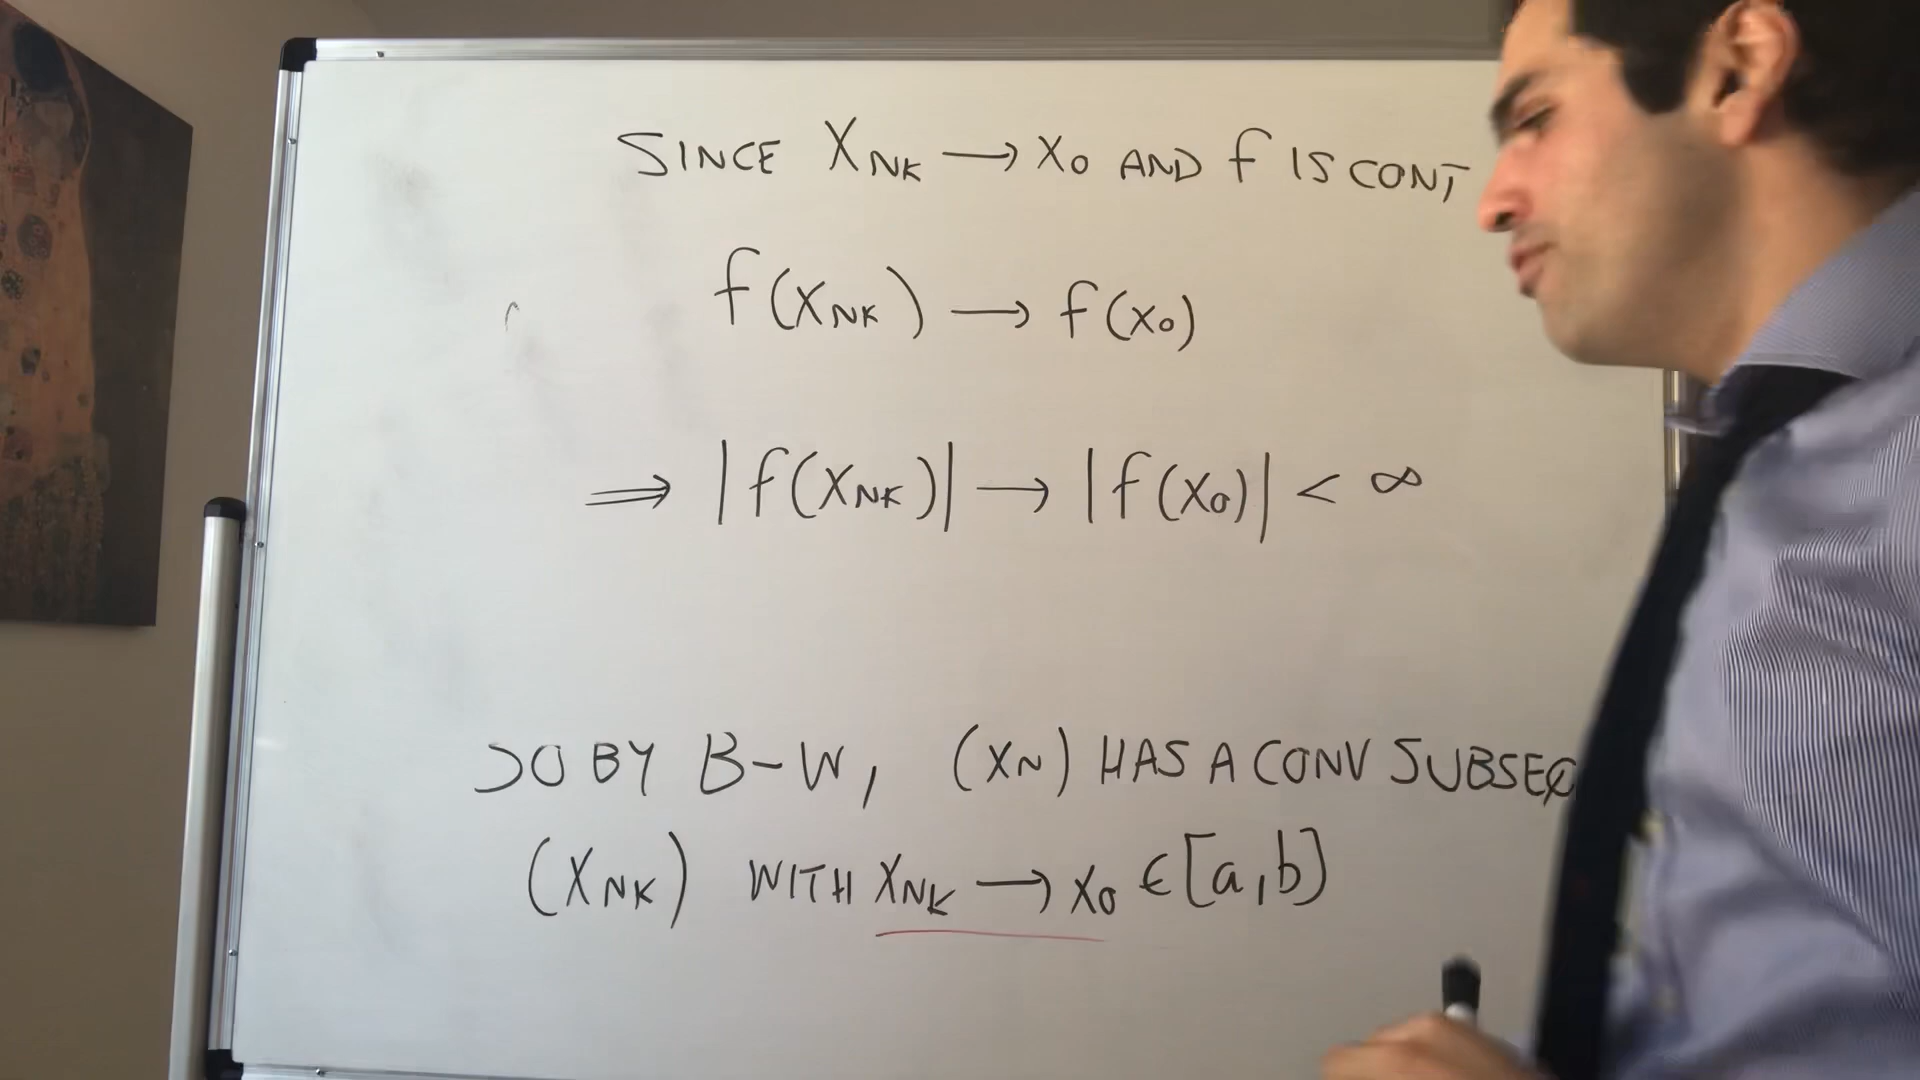 SINCE XNK → X0 AND f IS CONT
f(XNK) → f(X0)
⇒ |f(XNK)| → |f(X0)| < ∞
SO BY B-W, (XN) HAS A CONV SUBSEQ
(XNK) WITH XNK → X0 ∈ [a,b]